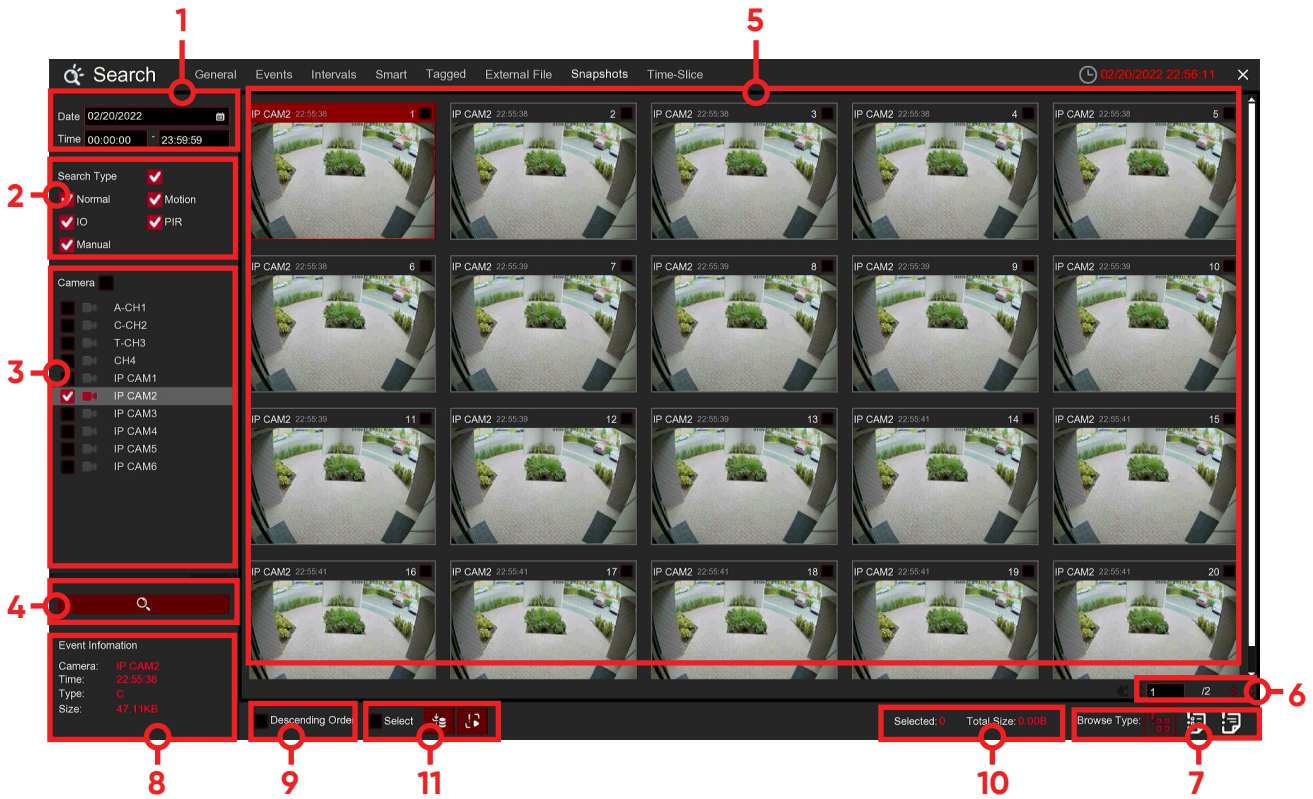 1
5
Search General Events Intervals Smart Tagged External File Snapshots Time-Slice 02/20/2022 22:56:11
Date 02/20/2022
Time 00:00:00 - 23:59:59
2
Search Type
Normal Motion
IO PIR
Manual
3
Camera
A-CH1
C-CH2
T-CH3
CH4
IP CAM1
IP CAM2
IP CAM3
IP CAM4
IP CAM5
IP CAM6
4
Event Infomation
Camera: IP CAM2
Time: 22:55:38
Type: C
Size: 47.11KB
IP CAM2 22:55:38 1
IP CAM2 22:55:38 2
IP CAM2 22:55:38 3
IP CAM2 22:55:38 4
IP CAM2 22:55:38 5
IP CAM2 22:55:38 6
IP CAM2 22:55:39 7
IP CAM2 22:55:39 8
IP CAM2 22:55:39 9
IP CAM2 22:55:39 10
IP CAM2 22:55:39 11
IP CAM2 22:55:39 12
IP CAM2 22:55:39 13
IP CAM2 22:55:41 14
IP CAM2 22:55:41 15
IP CAM2 22:55:41 16
IP CAM2 22:55:41 17
IP CAM2 22:55:41 18
IP CAM2 22:55:41 19
IP CAM2 22:55:41 20
1 /2
6
Descending Order
Select
Selected: 0 Total Size: 0.00B
Browse Type:
8
9
11
10
7